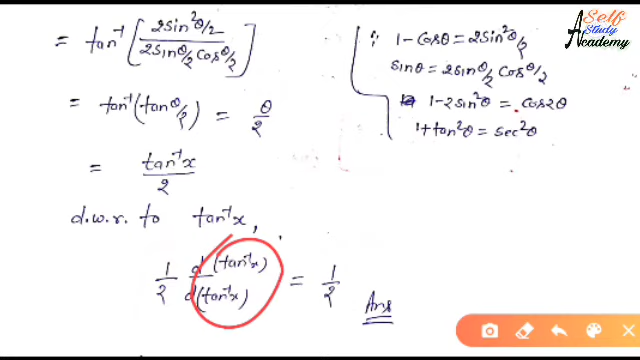 = tan⁻¹[2sin²θ/2 / 2sinθ/2 cosθ/2]
= tan⁻¹(tanθ/2) = θ/2
= tan⁻¹x / 2
d.w.r. to tan⁻¹x,
1/2 d(tan⁻¹x)/d(tan⁻¹x) = 1/2 Ans
∵ 1-cosθ = 2sin²θ/2
sinθ = 2sinθ/2 cosθ/2
1-2sin²θ = cos2θ
1+tan²θ = sec²θ
Self
Study
Academy